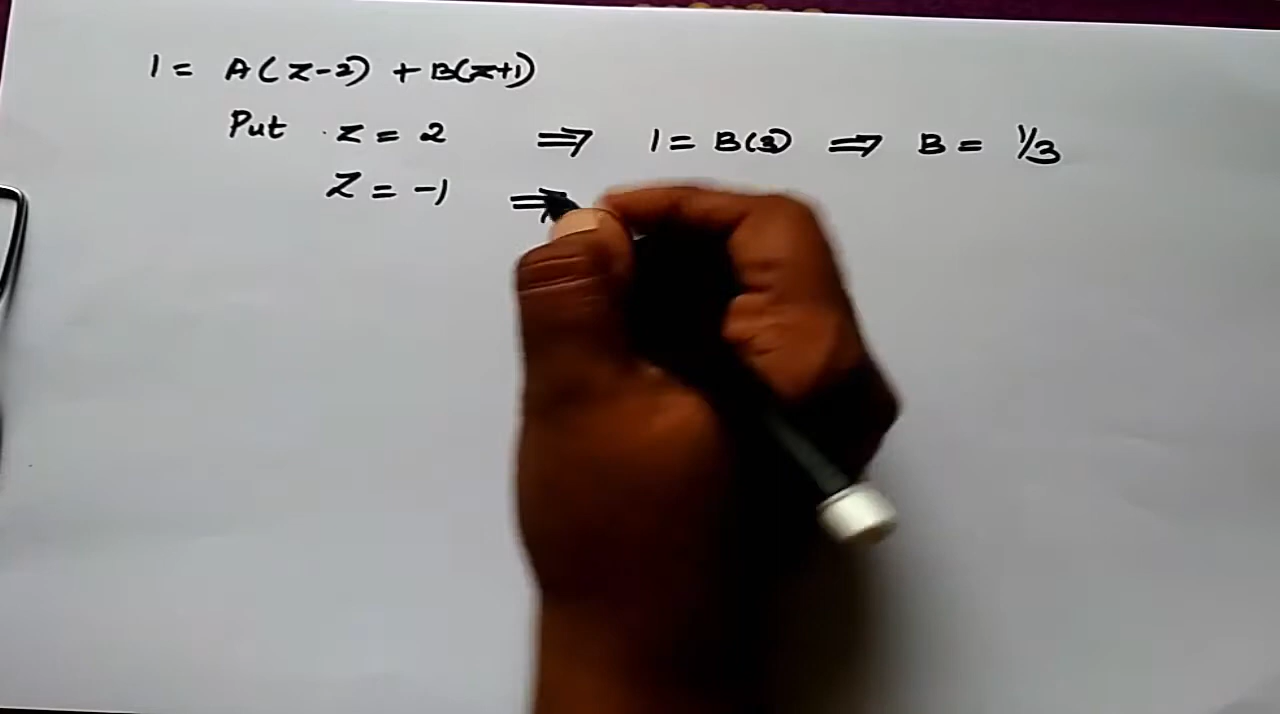 1 = A(z-2) + B(z+1)
Put z = 2 ⇒ 1 = B(3) ⇒ B = 1/3
z = -1 ⇒